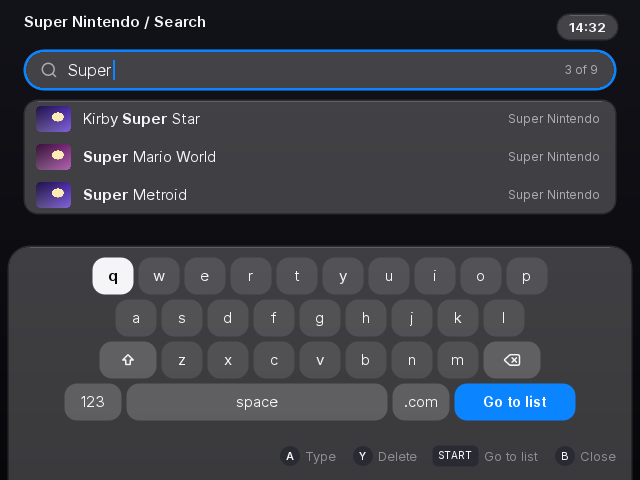 Super Nintendo / Search
14:32
Super
3 of 9
Kirby Super Star Super Nintendo
Super Mario World Super Nintendo
Super Metroid Super Nintendo
q w e r t y u i o p
a s d f g h j k l
z x c v b n m
123 space .com Go to list
A Type Y Delete START Go to list B Close